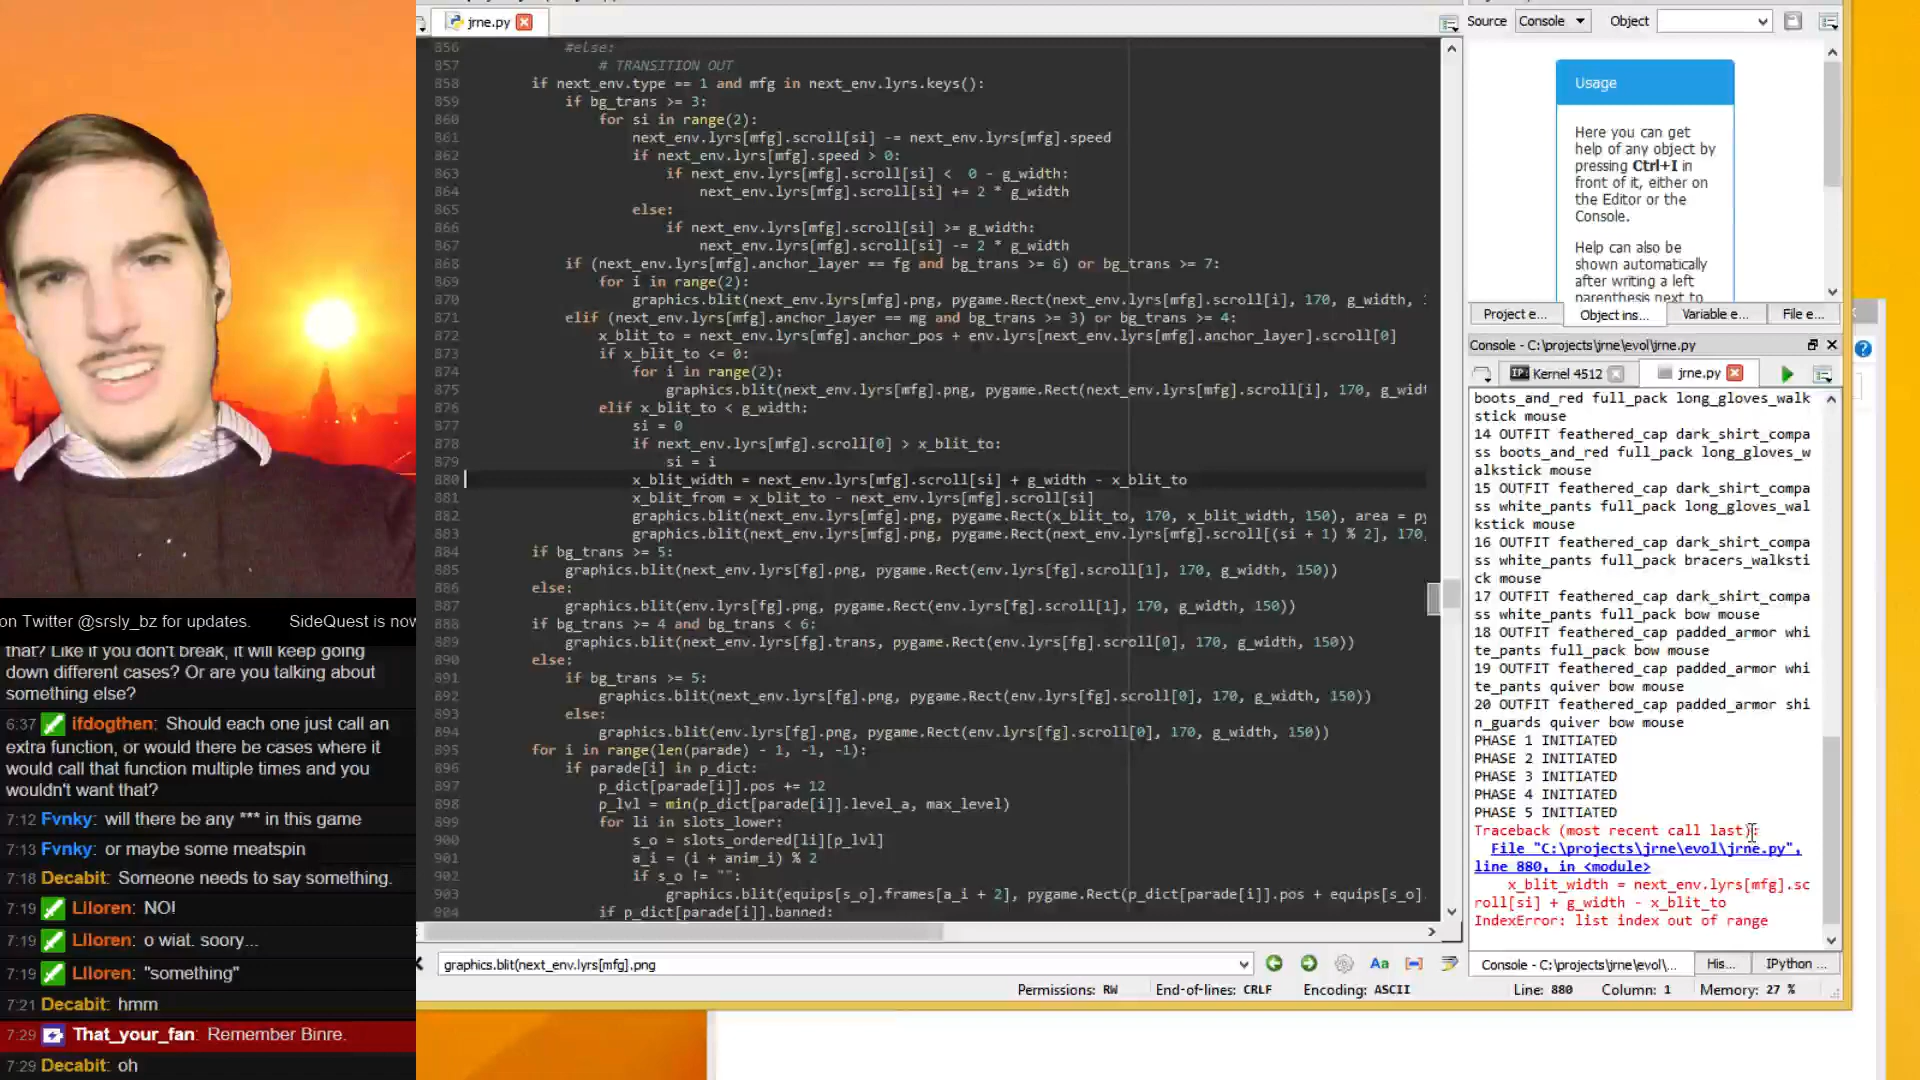 jrne.py
856 #else:
857 # TRANSITION OUT
858 if next_env.type == 1 and mfg in next_env.lyrs.keys():
859 if bg_trans >= 3:
860 for si in range(2):
861 next_env.lyrs[mfg].scroll[si] -= next_env.lyrs[mfg].speed
862 if next_env.lyrs[mfg].speed > 0:
863 if next_env.lyrs[mfg].scroll[si] <  0 - g_width:
864 next_env.lyrs[mfg].scroll[si] += 2 * g_width
865 else:
866 if next_env.lyrs[mfg].scroll[si] >= g_width:
867 next_env.lyrs[mfg].scroll[si] -= 2 * g_width
868 if (next_env.lyrs[mfg].anchor_layer == fg and bg_trans >= 6) or bg_trans >= 7:
869 for i in range(2):
870 graphics.blit(next_env.lyrs[mfg].png, pygame.Rect(next_env.lyrs[mfg].scroll[i], 170, g_width, 1
871 elif (next_env.lyrs[mfg].anchor_layer == mg and bg_trans >= 3) or bg_trans >= 4:
872 x_blit_to = next_env.lyrs[mfg].anchor_pos + env.lyrs[next_env.lyrs[mfg].anchor_layer].scroll[0]
873 if x_blit_to <= 0:
874 for i in range(2):
875 graphics.blit(next_env.lyrs[mfg].png, pygame.Rect(next_env.lyrs[mfg].scroll[i], 170, g_widt
876 elif x_blit_to < g_width:
877 si = 0
878 if next_env.lyrs[mfg].scroll[0] > x_blit_to:
879 si = i
880 x_blit_width = next_env.lyrs[mfg].scroll[si] + g_width - x_blit_to
881 x_blit_from = x_blit_to - next_env.lyrs[mfg].scroll[si]
882 graphics.blit(next_env.lyrs[mfg].png, pygame.Rect(x_blit_to, 170, x_blit_width, 150), area = py
883 graphics.blit(next_env.lyrs[mfg].png, pygame.Rect(next_env.lyrs[mfg].scroll[(si + 1) % 2], 170,
884 if bg_trans >= 5:
885 graphics.blit(next_env.lyrs[fg].png, pygame.Rect(env.lyrs[fg].scroll[1], 170, g_width, 150))
886 else:
887 graphics.blit(env.lyrs[fg].png, pygame.Rect(env.lyrs[fg].scroll[1], 170, g_width, 150))
888 if bg_trans >= 4 and bg_trans < 6:
889 graphics.blit(next_env.lyrs[fg].trans, pygame.Rect(env.lyrs[fg].scroll[0], 170, g_width, 150))
890 else:
891 if bg_trans >= 5:
892 graphics.blit(next_env.lyrs[fg].png, pygame.Rect(env.lyrs[fg].scroll[0], 170, g_width, 150))
893 else:
894 graphics.blit(env.lyrs[fg].png, pygame.Rect(env.lyrs[fg].scroll[0], 170, g_width, 150))
895 for i in range(len(parade) - 1, -1, -1):
896 if parade[i] in p_dict:
897 p_dict[parade[i]].pos += 12
898 p_lvl = min(p_dict[parade[i]].level_a, max_level)
899 for li in slots_lower:
900 s_o = slots_ordered[li][p_lvl]
901 a_i = (i + anim_i) % 2
902 if s_o != "":
903 graphics.blit(equips[s_o].frames[a_i + 2], pygame.Rect(p_dict[parade[i]].pos + equips[s_o].
904 if p_dict[parade[i]].banned:
graphics.blit(next_env.lyrs[mfg].png
Aa
Permissions: RW End-of-lines: CRLF Encoding: ASCII Line: 880 Column: 1 Memory: 27 %
Source Console Object
Usage
Here you can get
help of any object by
pressing Ctrl+I in
front of it, either on
the Editor or the
Console.
Help can also be
shown automatically
after writing a left
parenthesis next to
Project e... Object ins... Variable e... File e...
Console - C:\projects\jrne\evol\jrne.py
Kernel 4512 jrne.py
boots_and_red full_pack long_gloves_walk
stick mouse
14 OUTFIT feathered_cap dark_shirt_compa
ss boots_and_red full_pack long_gloves_w
alkstick mouse
15 OUTFIT feathered_cap dark_shirt_compa
ss white_pants full_pack long_gloves_wal
kstick mouse
16 OUTFIT feathered_cap dark_shirt_compa
ss white_pants full_pack bracers_walksti
ck mouse
17 OUTFIT feathered_cap dark_shirt_compa
ss white_pants full_pack bow mouse
18 OUTFIT feathered_cap padded_armor whi
te_pants full_pack bow mouse
19 OUTFIT feathered_cap padded_armor whi
te_pants quiver bow mouse
20 OUTFIT feathered_cap padded_armor shi
n_guards quiver bow mouse
PHASE 1 INITIATED
PHASE 2 INITIATED
PHASE 3 INITIATED
PHASE 4 INITIATED
PHASE 5 INITIATED
Traceback (most recent call last):
File "C:\projects\jrne\evol\jrne.py",
line 880, in <module>
x_blit_width = next_env.lyrs[mfg].sc
roll[si] + g_width - x_blit_to
IndexError: list index out of range
Console - C:\projects\jrne\evol\... His... IPython ...
on Twitter @srsly_bz for updates. SideQuest is now
that? Like if you don't break, it will keep going
down different cases? Or are you talking about
something else?
6:37 ifdogthen: Should each one just call an
extra function, or would there be cases where it
would call that function multiple times and you
wouldn't want that?
7:12 Fvnky: will there be any *** in this game
7:13 Fvnky: or maybe some meatspin
7:18 Decabit: Someone needs to say something.
7:19 Liloren: NO!
7:19 Liloren: o wiat. soory...
7:19 Liloren: "something"
7:21 Decabit: hmm
7:29 That_your_fan: Remember Binre.
7:29 Decabit: oh